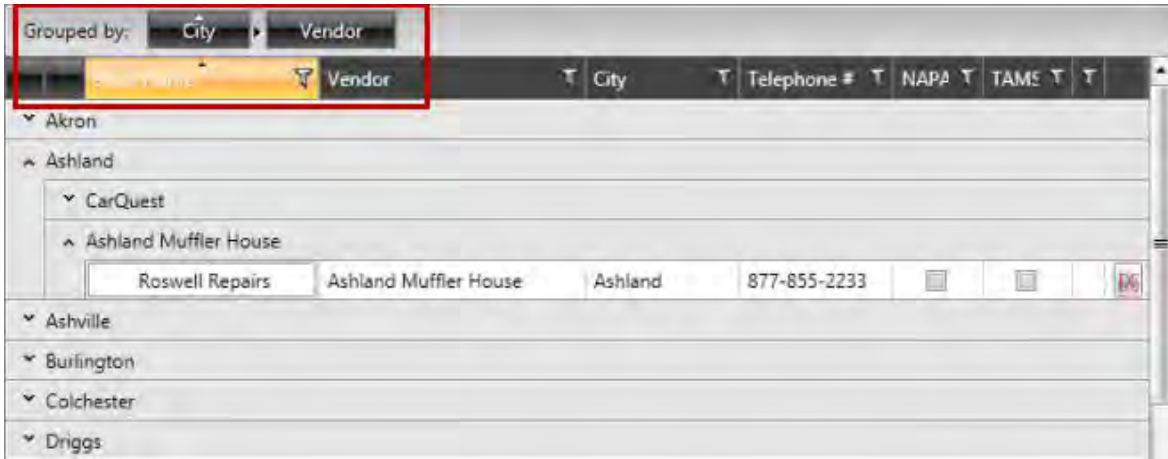 Grouped by: City Vendor
Vendor City Telephone # NAPA TAMS
Akron
Ashland
CarQuest
Ashland Muffler House
Roswell Repairs Ashland Muffler House Ashland 877-855-2233
Ashville
Burlington
Colchester
Driggs